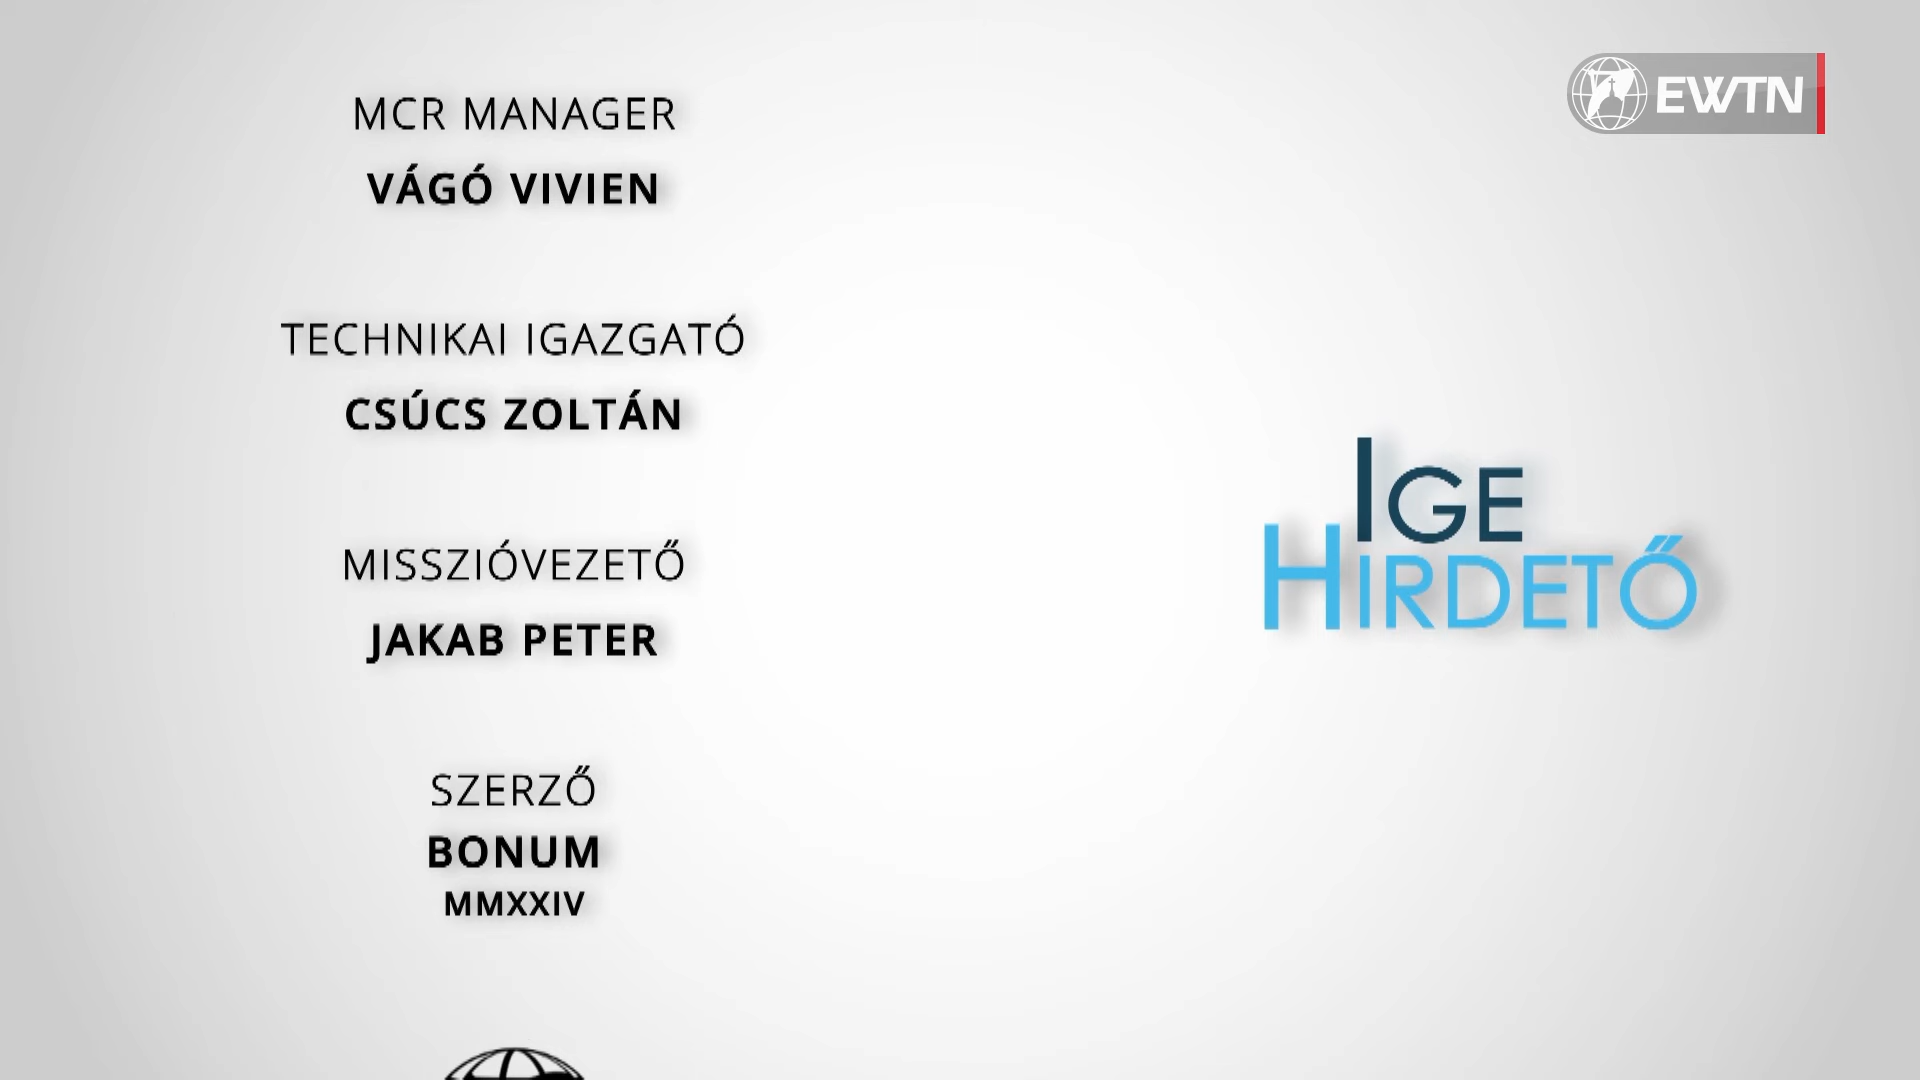 MCR MANAGER
VÁGÓ VIVIEN
TECHNIKAI IGAZGATÓ
CSÚCS ZOLTÁN
MISSZIÓVEZETŐ
JAKAB PETER
SZERZŐ
BONUM
MMXXIV
EWTN
IGE
HIRDETŐ